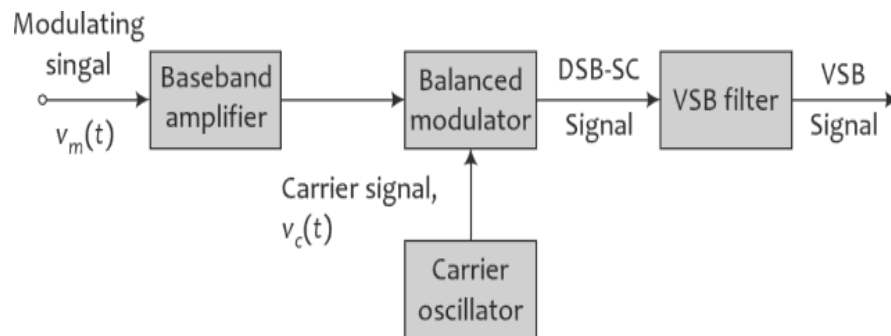 Modulating
singal
v_m(t)
Baseband
amplifier
Balanced
modulator
DSB-SC
Signal
VSB filter
VSB
Signal
Carrier signal,
v_c(t)
Carrier
oscillator